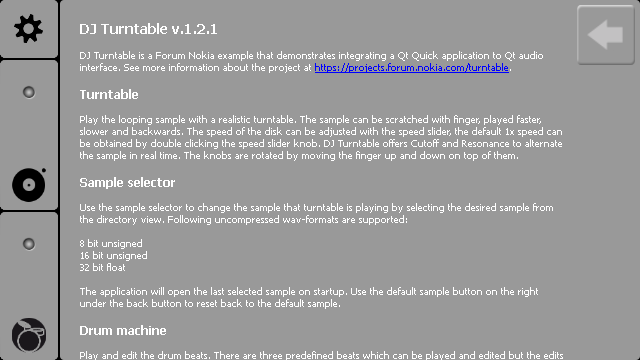 DJ Turntable v.1.2.1
DJ Turntable is a Forum Nokia example that demonstrates integrating a Qt Quick application to Qt audio
interface. See more information about the project at https://projects.forum.nokia.com/turntable.
Turntable
Play the looping sample with a realistic turntable. The sample can be scratched with finger, played faster,
slower and backwards. The speed of the disk can be adjusted with the speed slider, the default 1x speed can
be obtained by double clicking the speed slider knob. DJ Turntable offers Cutoff and Resonance to alternate
the sample in real time. The knobs are rotated by moving the finger up and down on top of them.
Sample selector
Use the sample selector to change the sample that turntable is playing by selecting the desired sample from
the directory view. Following uncompressed wav-formats are supported:
8 bit unsigned
16 bit unsigned
32 bit float
The application will open the last selected sample on startup. Use the default sample button on the right
under the back button to reset back to the default sample.
Drum machine
Play and edit the drum beats. There are three predefined beats which can be played and edited but the edits